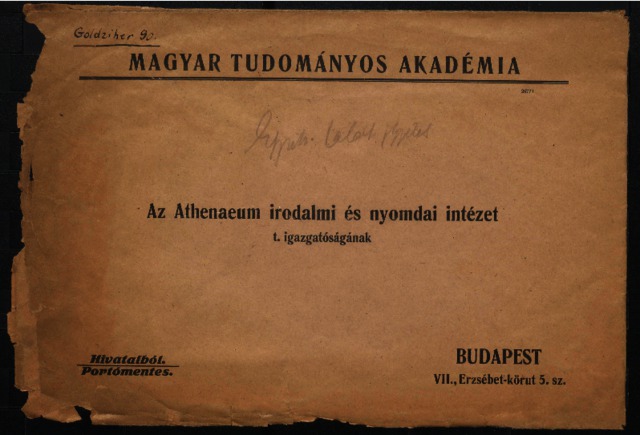 Goldziher 90.
MAGYAR TUDOMÁNYOS AKADÉMIA
Az Athenaeum irodalmi és nyomdai intézet
t. igazgatóságának
Hivatalból.
Portómentes.
BUDAPEST
VII., Erzsébet-körut 5. sz.